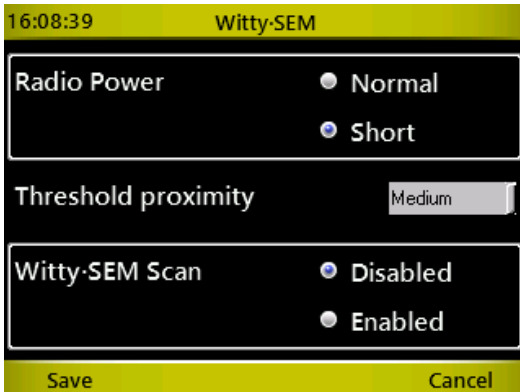 16:08:39 Witty·SEM
Radio Power Normal
Short
Threshold proximity Medium
Witty·SEM Scan Disabled
Enabled
Save Cancel